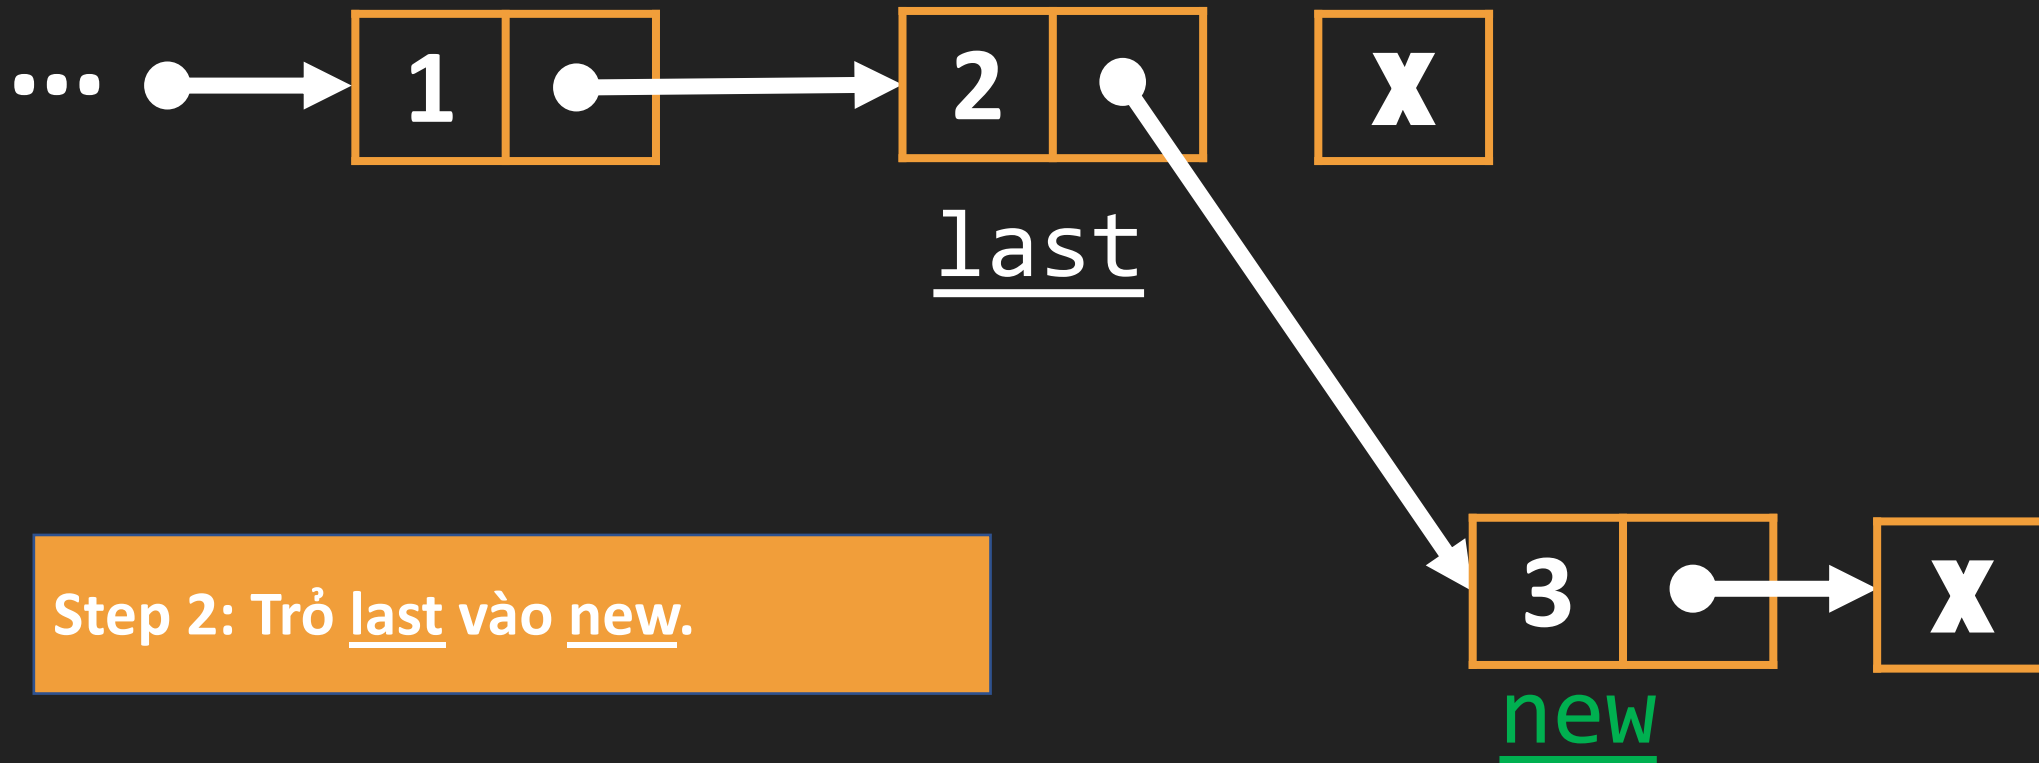 ... 1 2 X
last
Step 2: Trỏ last vào new.
3 X
new